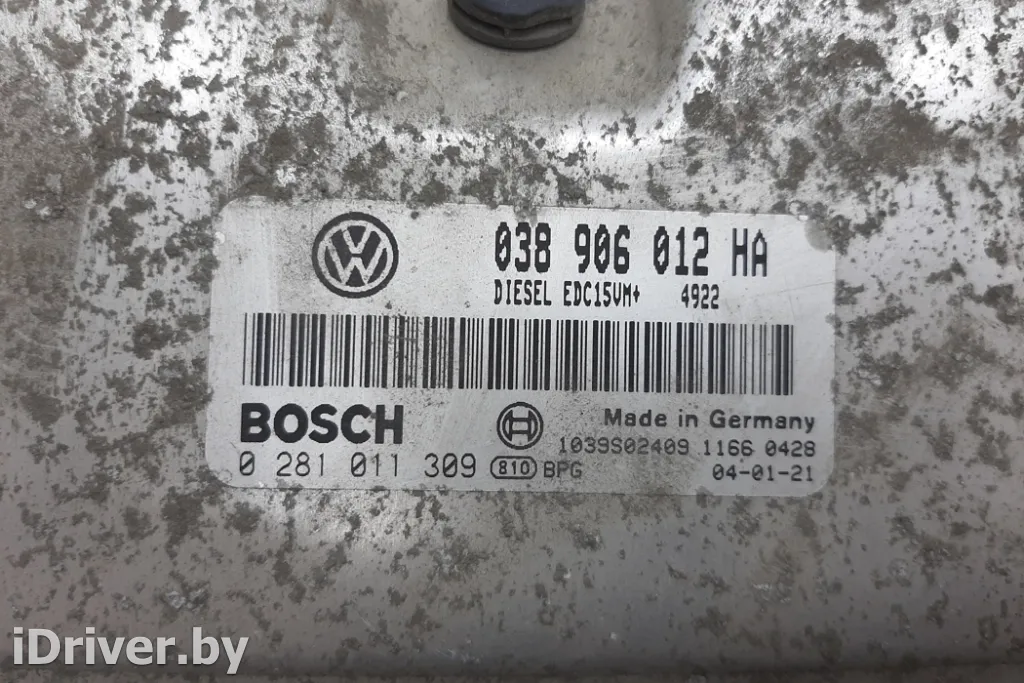 038 906 012 HA
DIESEL EDC15VM+ 4922
BOSCH
Made in Germany
1039S02409 1166 0428
0 281 011 309 810 BPG 04-01-21
iDriver.by